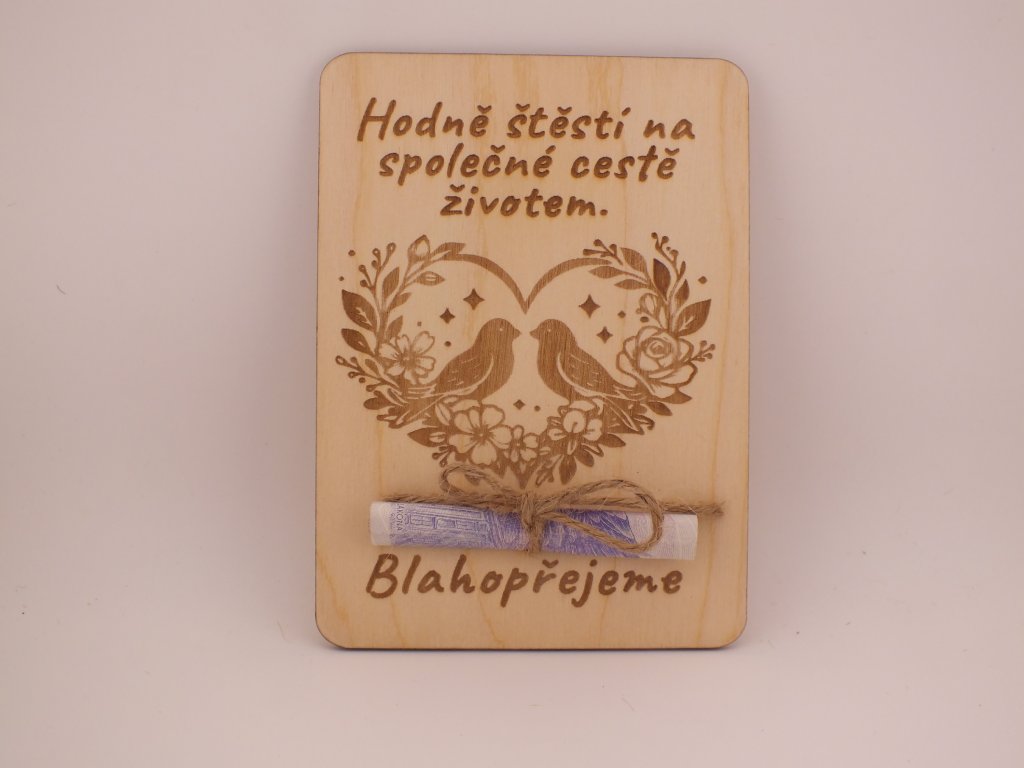 Hodně štěstí na
společné cestě
životem.
Blahopřejeme